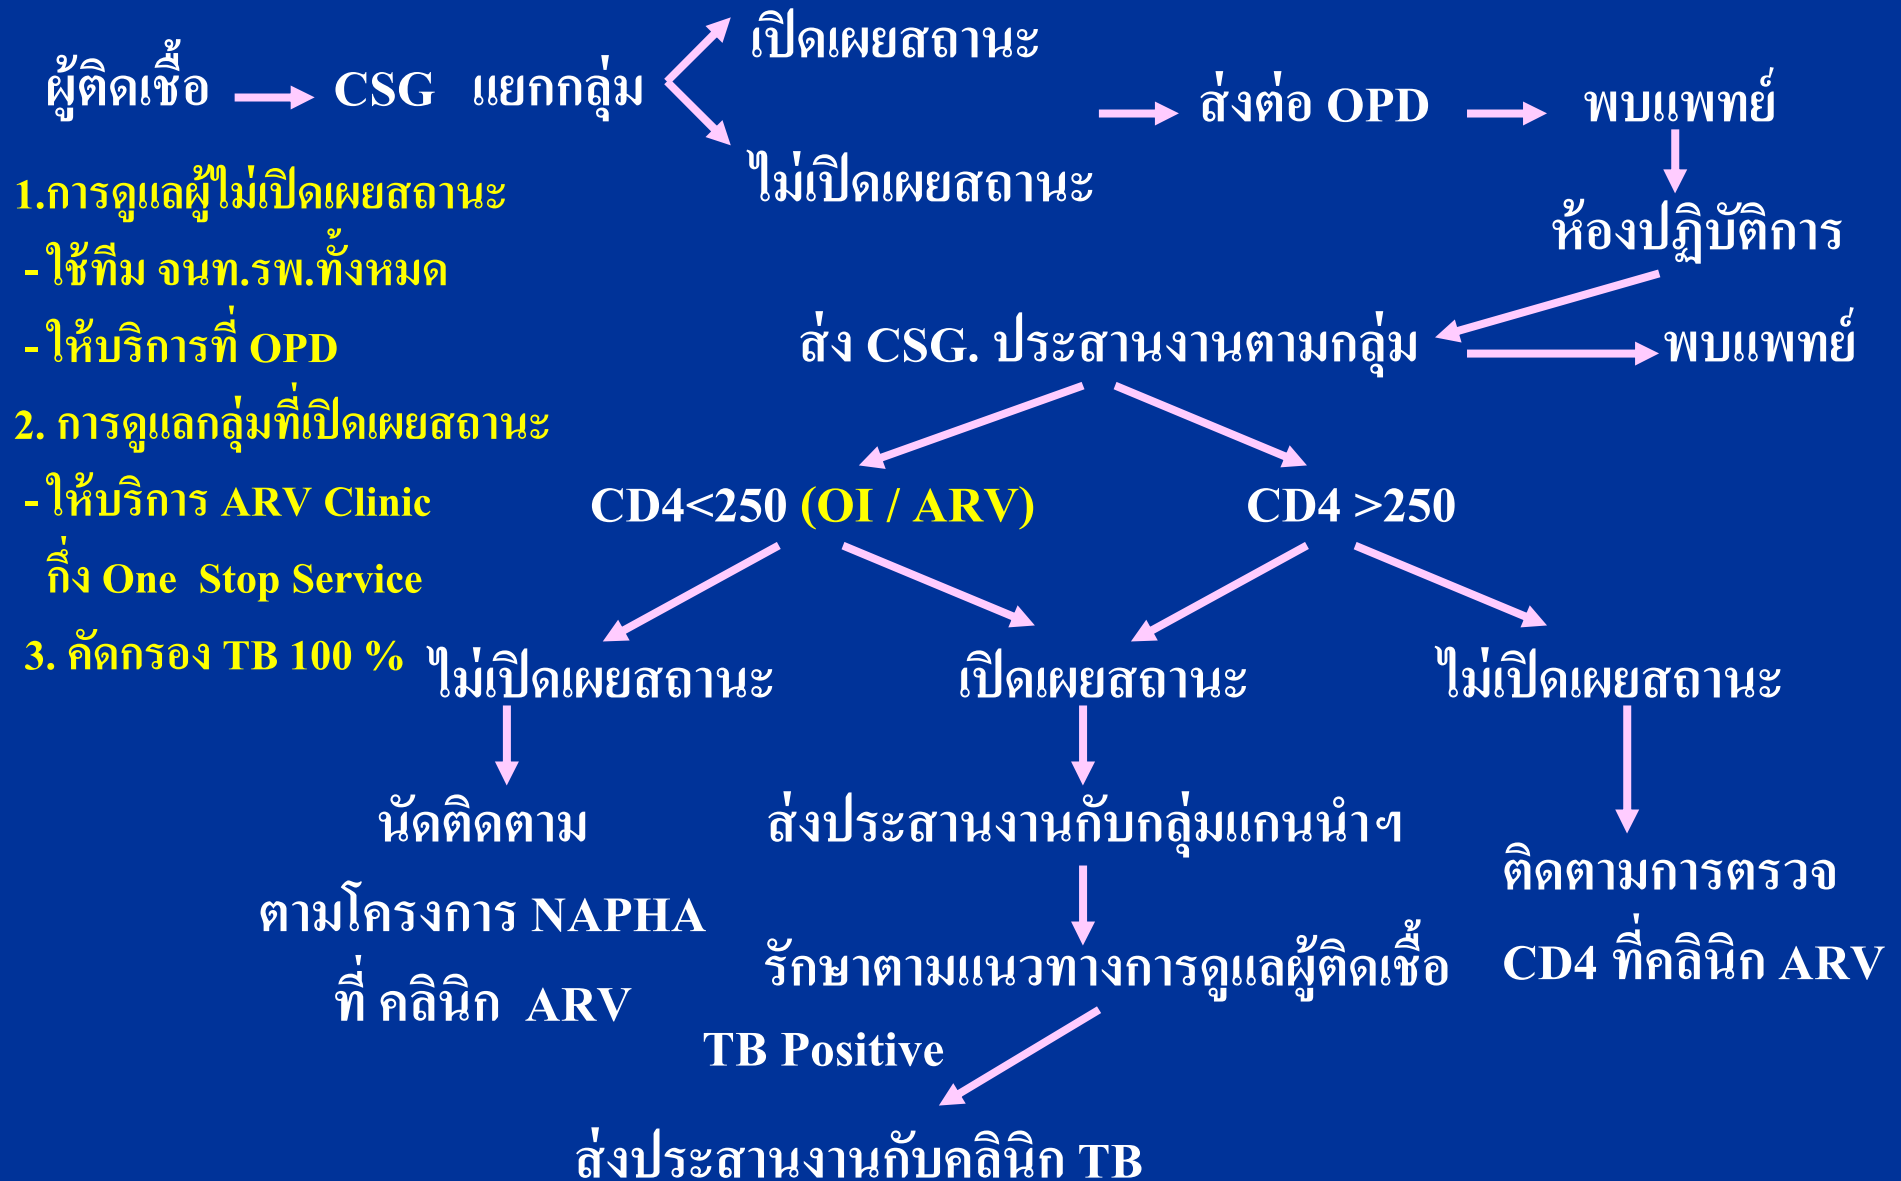 เปิดเผยสถานะ
ผู้ติดเชื้อ CSG แยกกลุ่ม
ส่งต่อ OPD พบแพทย์
ไม่เปิดเผยสถานะ
1.การดูแลผู้ไม่เปิดเผยสถานะ
- ใช้ทีม จนท.รพ.ทั้งหมด
- ให้บริการที่ OPD
2. การดูแลกลุ่มที่เปิดเผยสถานะ
- ให้บริการ ARV Clinic
กึ่ง One Stop Service
3. คัดกรอง TB 100 %
ห้องปฏิบัติการ
ส่ง CSG. ประสานงานตามกลุ่ม พบแพทย์
CD4<250 (OI / ARV) CD4 >250
ไม่เปิดเผยสถานะ เปิดเผยสถานะ ไม่เปิดเผยสถานะ
นัดติดตาม
ตามโครงการ NAPHA
ที่ คลินิก ARV
ส่งประสานงานกับกลุ่มแกนนำฯ
รักษาตามแนวทางการดูแลผู้ติดเชื้อ
ติดตามการตรวจ
CD4 ที่คลินิก ARV
TB Positive
ส่งประสานงานกับคลินิก TB